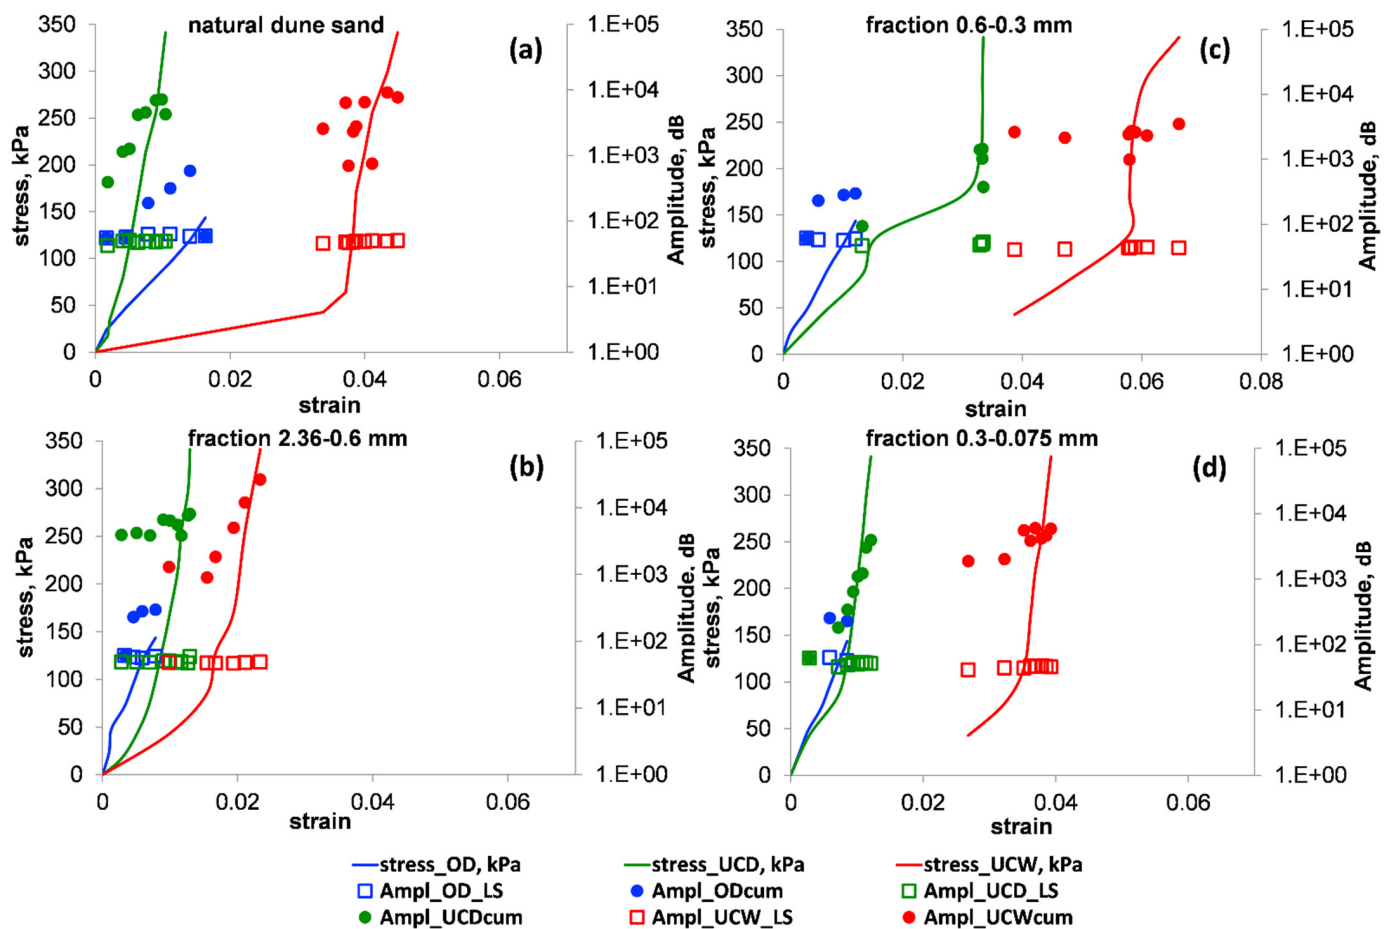 natural dune sand
(a)
350
300
250
200
150
100
50
0
stress, kPa
1.E+05
1.E+04
1.E+03
1.E+02
1.E+01
1.E+00
Amplitude, dB
0 0.02 0.04 0.06
strain
fraction 0.6-0.3 mm
(c)
350
300
250
200
150
100
50
0
stress, kPa
1.E+05
1.E+04
1.E+03
1.E+02
1.E+01
1.E+00
Amplitude, dB
0 0.02 0.04 0.06 0.08
strain
fraction 2.36-0.6 mm
(b)
350
300
250
200
150
100
50
0
stress, kPa
1.E+05
1.E+04
1.E+03
1.E+02
1.E+01
1.E+00
Amplitude. dB
0 0.02 0.04 0.06
strain
fraction 0.3-0.075 mm
(d)
350
300
250
200
150
100
50
0
stress, kPa
1.E+05
1.E+04
1.E+03
1.E+02
1.E+01
1.E+00
Amplitude, dB
0 0.02 0.04 0.06
strain
stress_OD, kPa stress_UCD, kPa stress_UCW, kPa
Ampl_OD_LS Ampl_ODcum Ampl_UCD_LS
Ampl_UCDcum Ampl_UCW_LS Ampl_UCWcum